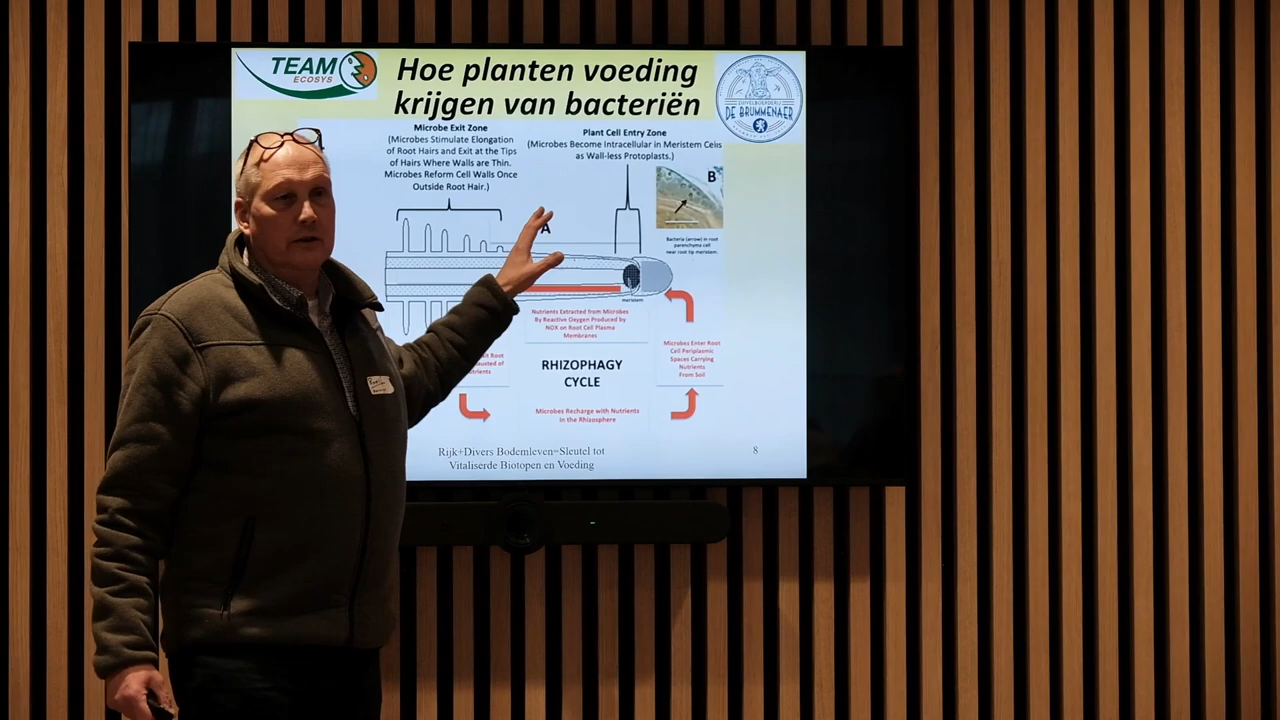 TEAM
ECOSYS
Hoe planten voeding
krijgen van bacteriën
ZUIVELBOERDERIJ
DE BRUMMENAER
Microbe Exit Zone
(Microbes Stimulate Elongation
of Root Hairs and Exit at the Tips
of Hairs Where Walls are Thin.
Microbes Reform Cell Walls Once
Outside Root Hair.)
Plant Cell Entry Zone
(Microbes Become Intracellular in Meristem Cells
as Wall-less Protoplasts.)
B
A
Bacteria (arrow) in root
parenchyma cell
near root tip meristem.
meristem
Nutrients Extracted from Microbes
By Reactive Oxygen Produced by
NOX on Root Cell Plasma
Membranes
Microbes Enter Root
Cell Periplasmic
Spaces Carrying
Nutrients
From Soil
Root
of
RHIZOPHAGY
CYCLE
Microbes Recharge with Nutrients
in the Rhizosphere
Rijk+Divers Bodemleven=Sleutel tot
Vitaliserde Biotopen en Voeding
8